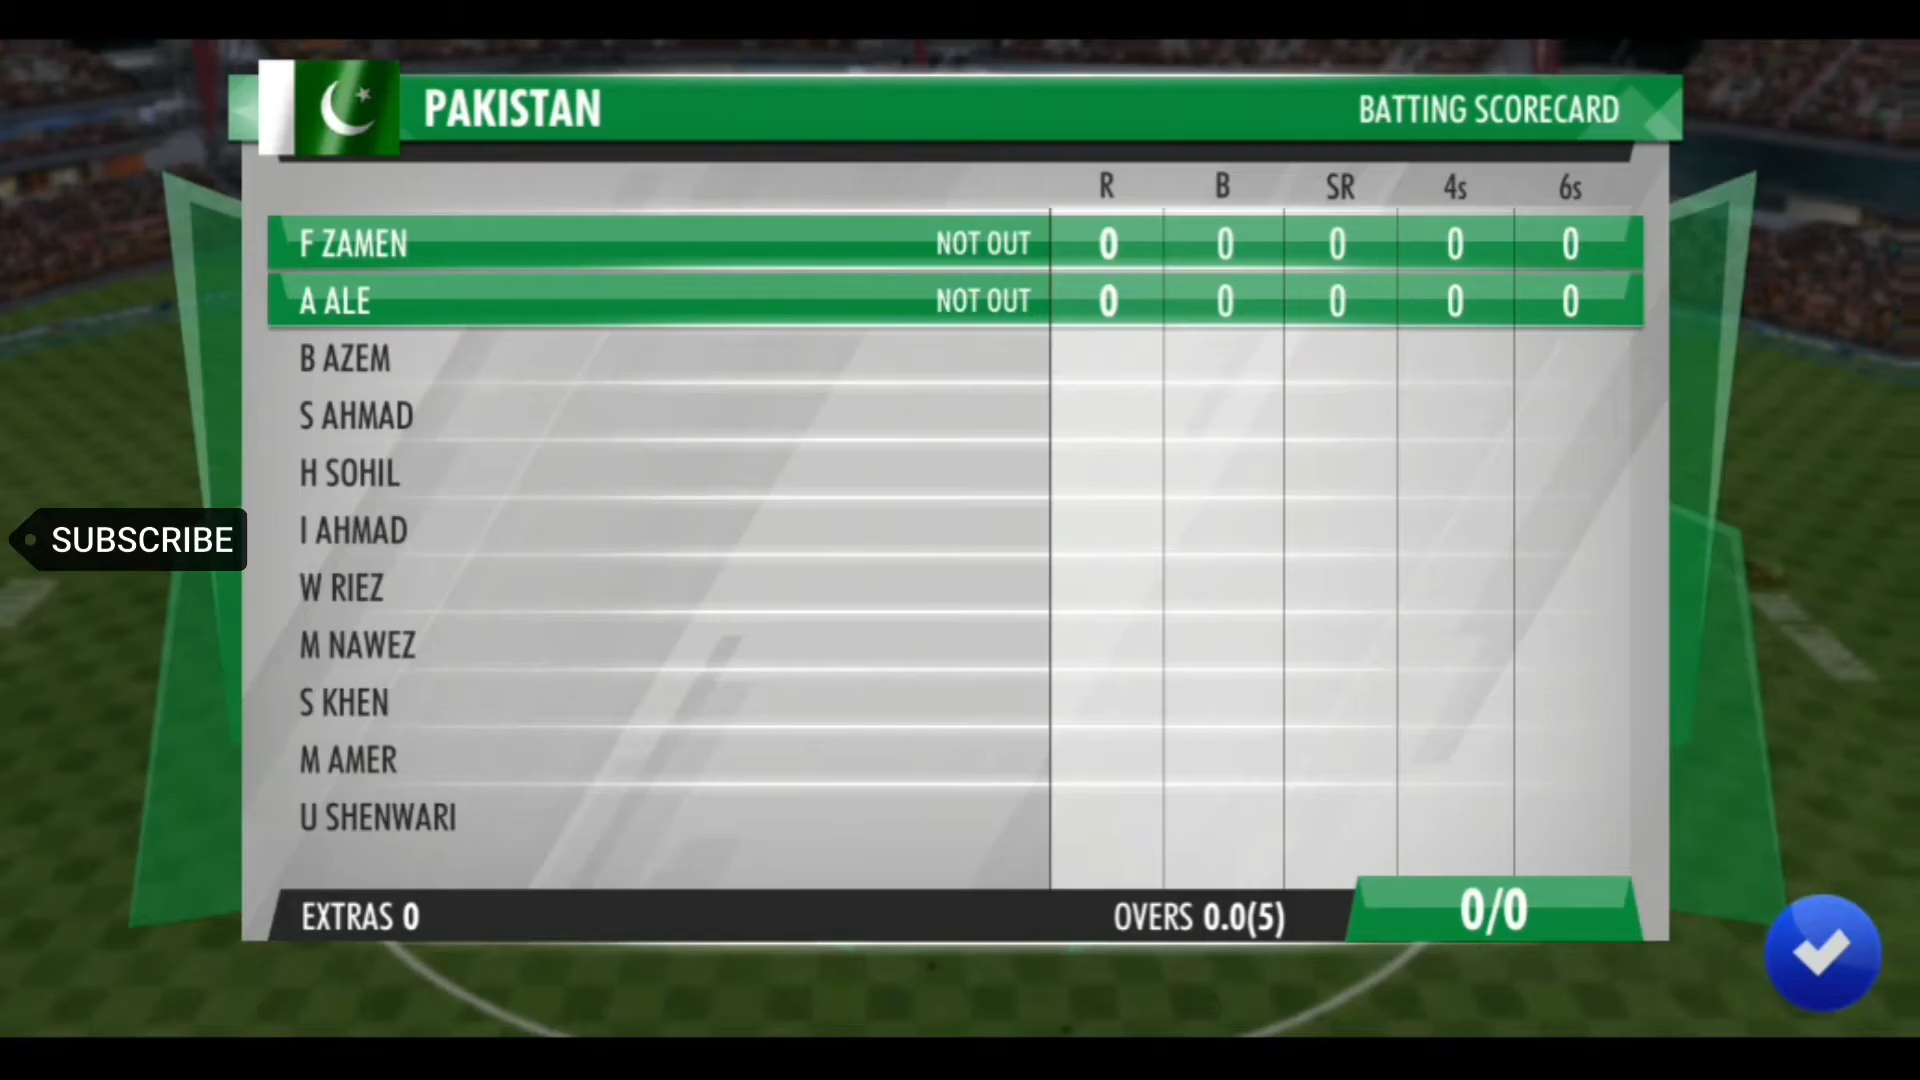 PAKISTAN BATTING SCORECARD
R B SR 4s 6s
F ZAMEN NOT OUT 0 0 0 0 0
A ALE NOT OUT 0 0 0 0 0
B AZEM
S AHMAD
H SOHIL
I AHMAD
SUBSCRIBE
W RIEZ
M NAWEZ
S KHEN
M AMER
U SHENWARI
EXTRAS 0 OVERS 0.0(5) 0/0